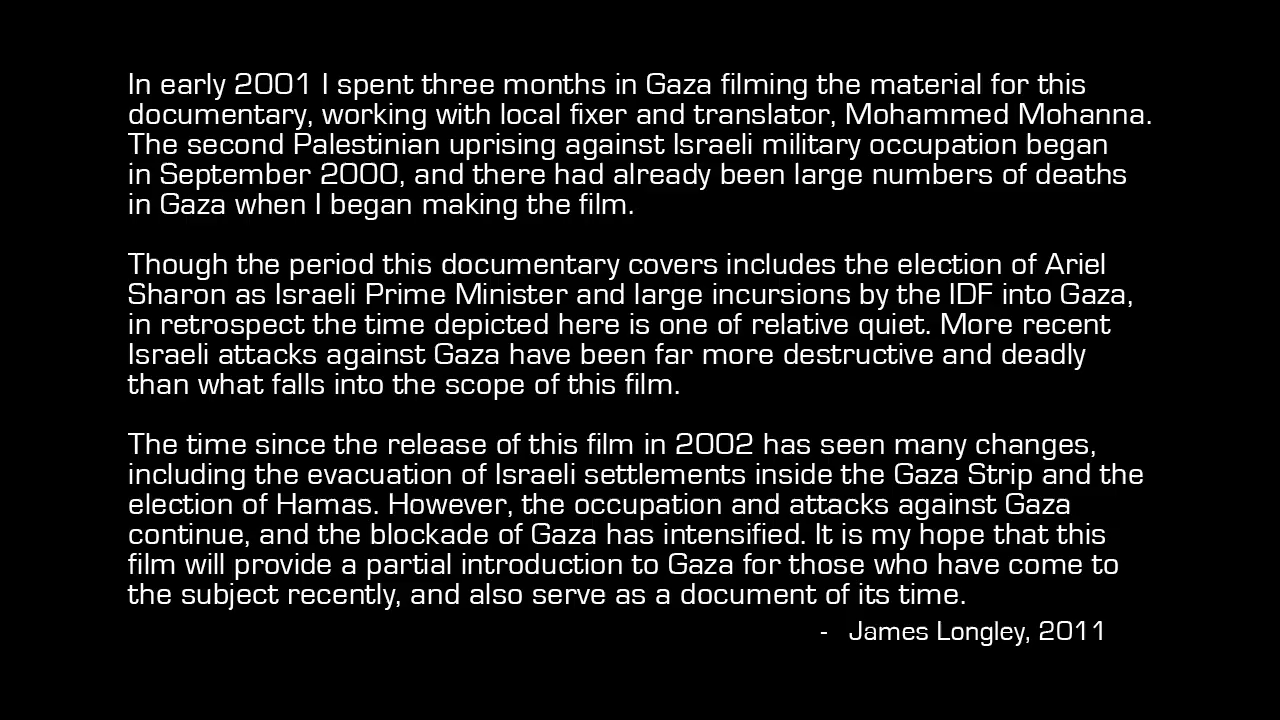 In early 2001 I spent three months in Gaza filming the material for this
documentary, working with local fixer and translator, Mohammed Mohanna.
The second Palestinian uprising against Israeli military occupation began
in September 2000, and there had already been large numbers of deaths
in Gaza when I began making the film.
Though the period this documentary covers includes the election of Ariel
Sharon as Israeli Prime Minister and large incursions by the IDF into Gaza,
in retrospect the time depicted here is one of relative quiet. More recent
Israeli attacks against Gaza have been far more destructive and deadly
than what falls into the scope of this film.
The time since the release of this film in 2002 has seen many changes,
including the evacuation of Israeli settlements inside the Gaza Strip and the
election of Hamas. However, the occupation and attacks against Gaza
continue, and the blockade of Gaza has intensified. It is my hope that this
film will provide a partial introduction to Gaza for those who have come to
the subject recently, and also serve as a document of its time.
- James Longley, 2011